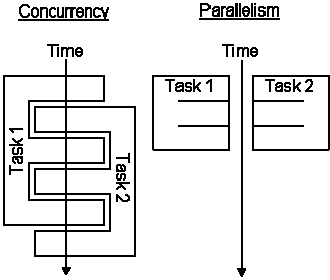 Concurrency
Time
Task 1
Task 2
Parallelism
Time
Task 1
Task 2